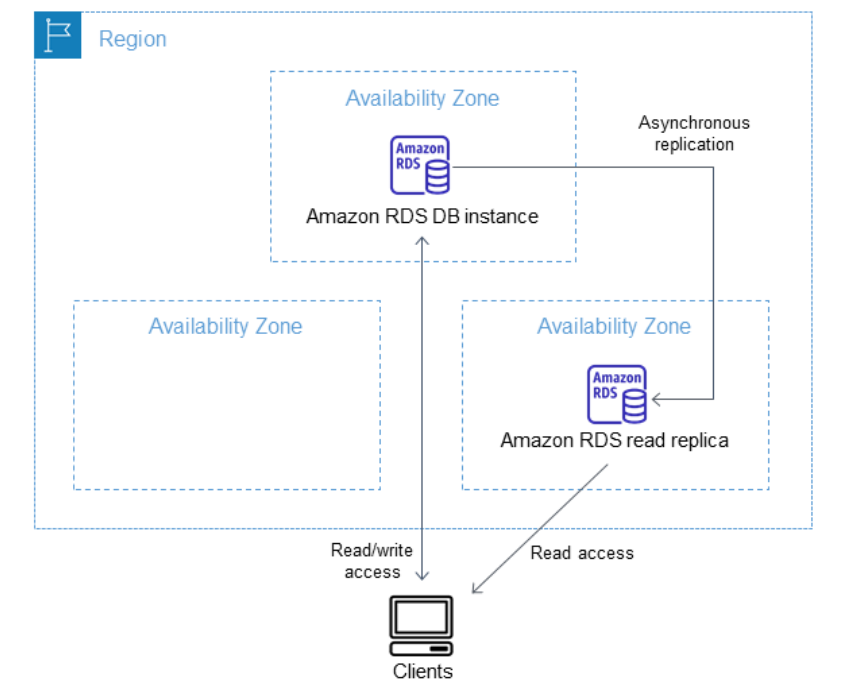 Region
Availability Zone
Asynchronous
replication
Amazon
RDS
Amazon RDS DB instance
Availability Zone
Availability Zone
Amazon
RDS
Amazon RDS read replica
Read/write
access
Read access
Clients